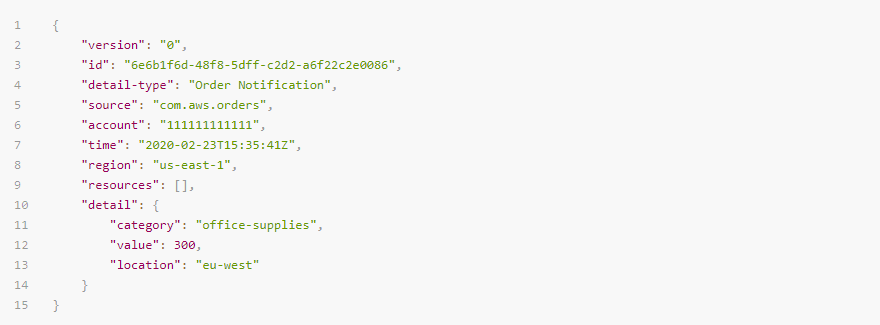 1 {
2 "version": "0",
3 "id": "6e6b1f6d-48f8-5dff-c2d2-a6f22c2e0086",
4 "detail-type": "Order Notification",
5 "source": "com.aws.orders",
6 "account": "111111111111",
7 "time": "2020-02-23T15:35:41Z",
8 "region": "us-east-1",
9 "resources": [],
10 "detail": {
11 "category": "office-supplies",
12 "value": 300,
13 "location": "eu-west"
14 }
15 }